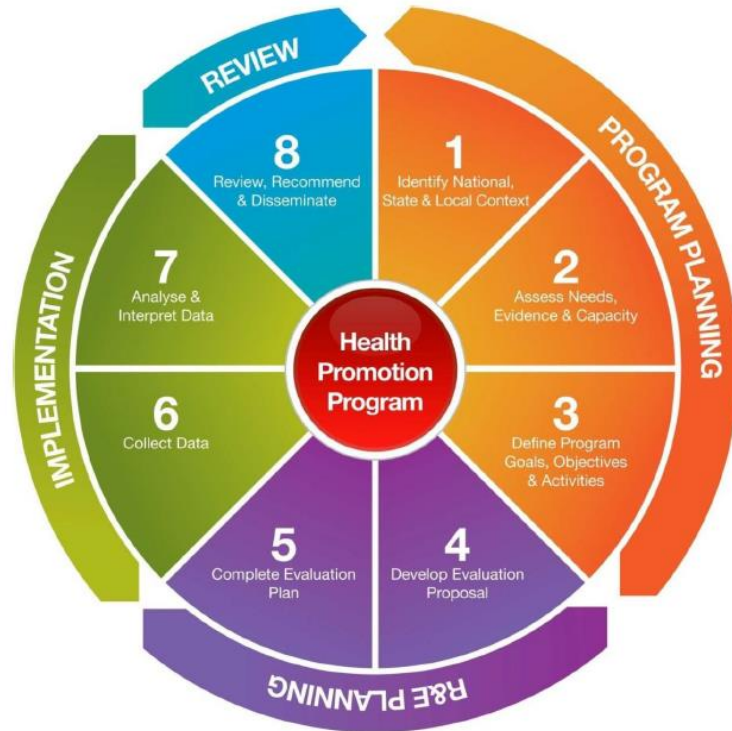 REVIEW
PROGRAM PLANNING
R&E PLANNING
IMPLEMENTATION
1
Identify National,
State & Local Context
2
Assess Needs,
Evidence & Capacity
3
Define Program
Goals, Objectives
& Activities
4
Develop Evaluation
Proposal
5
Complete Evaluation
Plan
6
Collect Data
7
Analyse &
Interpret Data
8
Review, Recommend
& Disseminate
Health
Promotion
Program